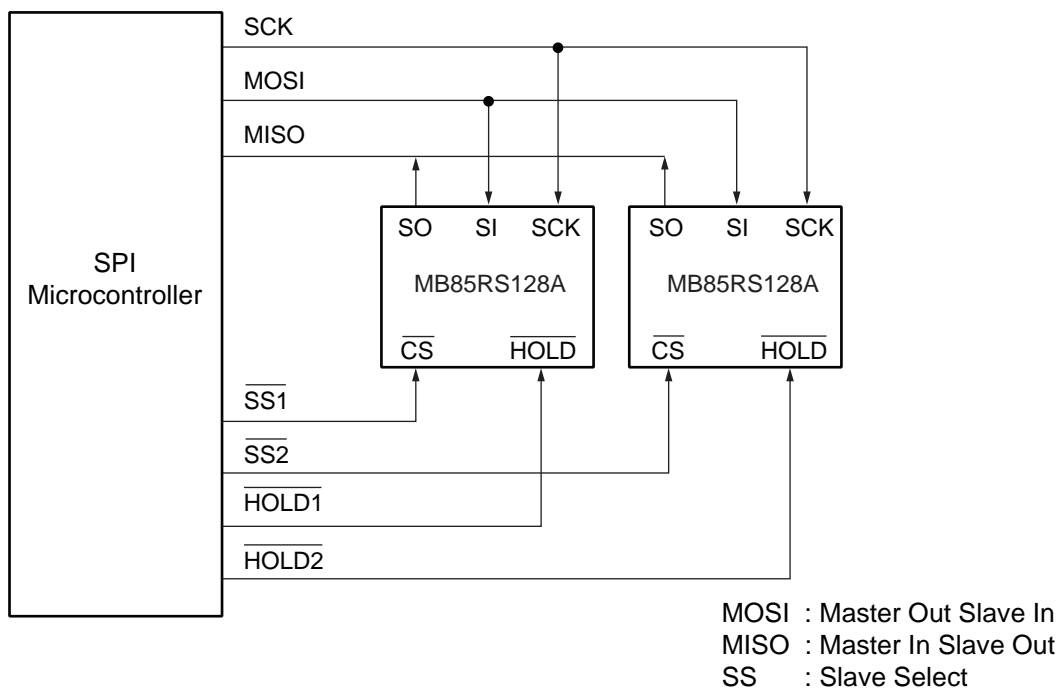 SCK
MOSI
MISO
SO SI SCK
SO SI SCK
SPI
Microcontroller
MB85RS128A
MB85RS128A
CS HOLD
CS HOLD
SS1
SS2
HOLD1
HOLD2
MOSI : Master Out Slave In
MISO : Master In Slave Out
SS : Slave Select